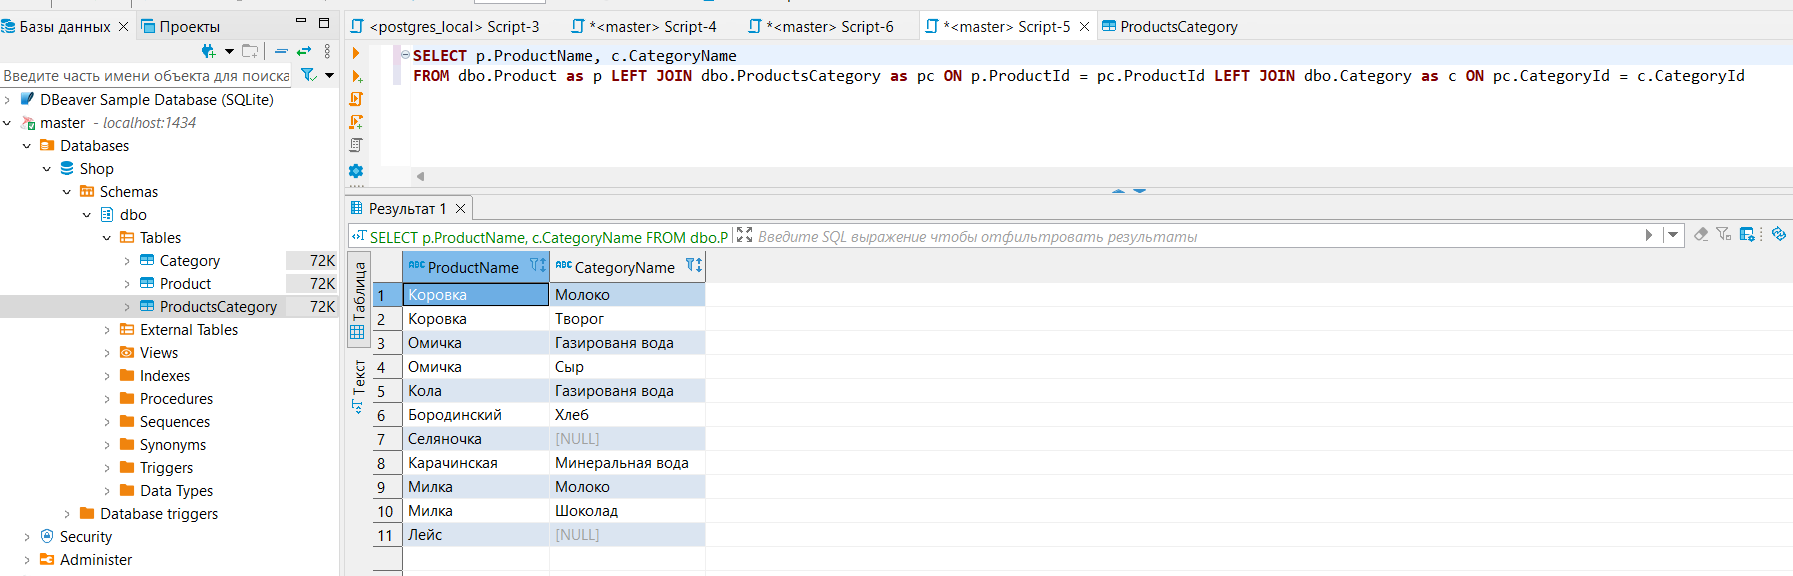 Базы данных
Проекты
Введите часть имени объекта для поиска
DBeaver Sample Database (SQLite)
master - localhost:1434
Databases
Shop
Schemas
dbo
Tables
Category 72K
Product 72K
ProductsCategory 72K
External Tables
Views
Indexes
Procedures
Sequences
Synonyms
Triggers
Data Types
Database triggers
Security
Administer
<postgres_local> Script-3
*<master> Script-4
*<master> Script-6
*<master> Script-5
ProductsCategory
SELECT p.ProductName, c.CategoryName
FROM dbo.Product as p LEFT JOIN dbo.ProductsCategory as pc ON p.ProductId = pc.ProductId LEFT JOIN dbo.Category as c ON pc.CategoryId = c.CategoryId
Результат 1
SELECT p.ProductName, c.CategoryName FROM dbo.P
Введите SQL выражение чтобы отфильтровать результаты
Таблица
Текст
ABC ProductName ABC CategoryName
1 Коровка Молоко
2 Коровка Творог
3 Омичка Газированя вода
4 Омичка Сыр
5 Кола Газированя вода
6 Бородинский Хлеб
7 Селяночка [NULL]
8 Карачинская Минеральная вода
9 Милка Молоко
10 Милка Шоколад
11 Лейс [NULL]